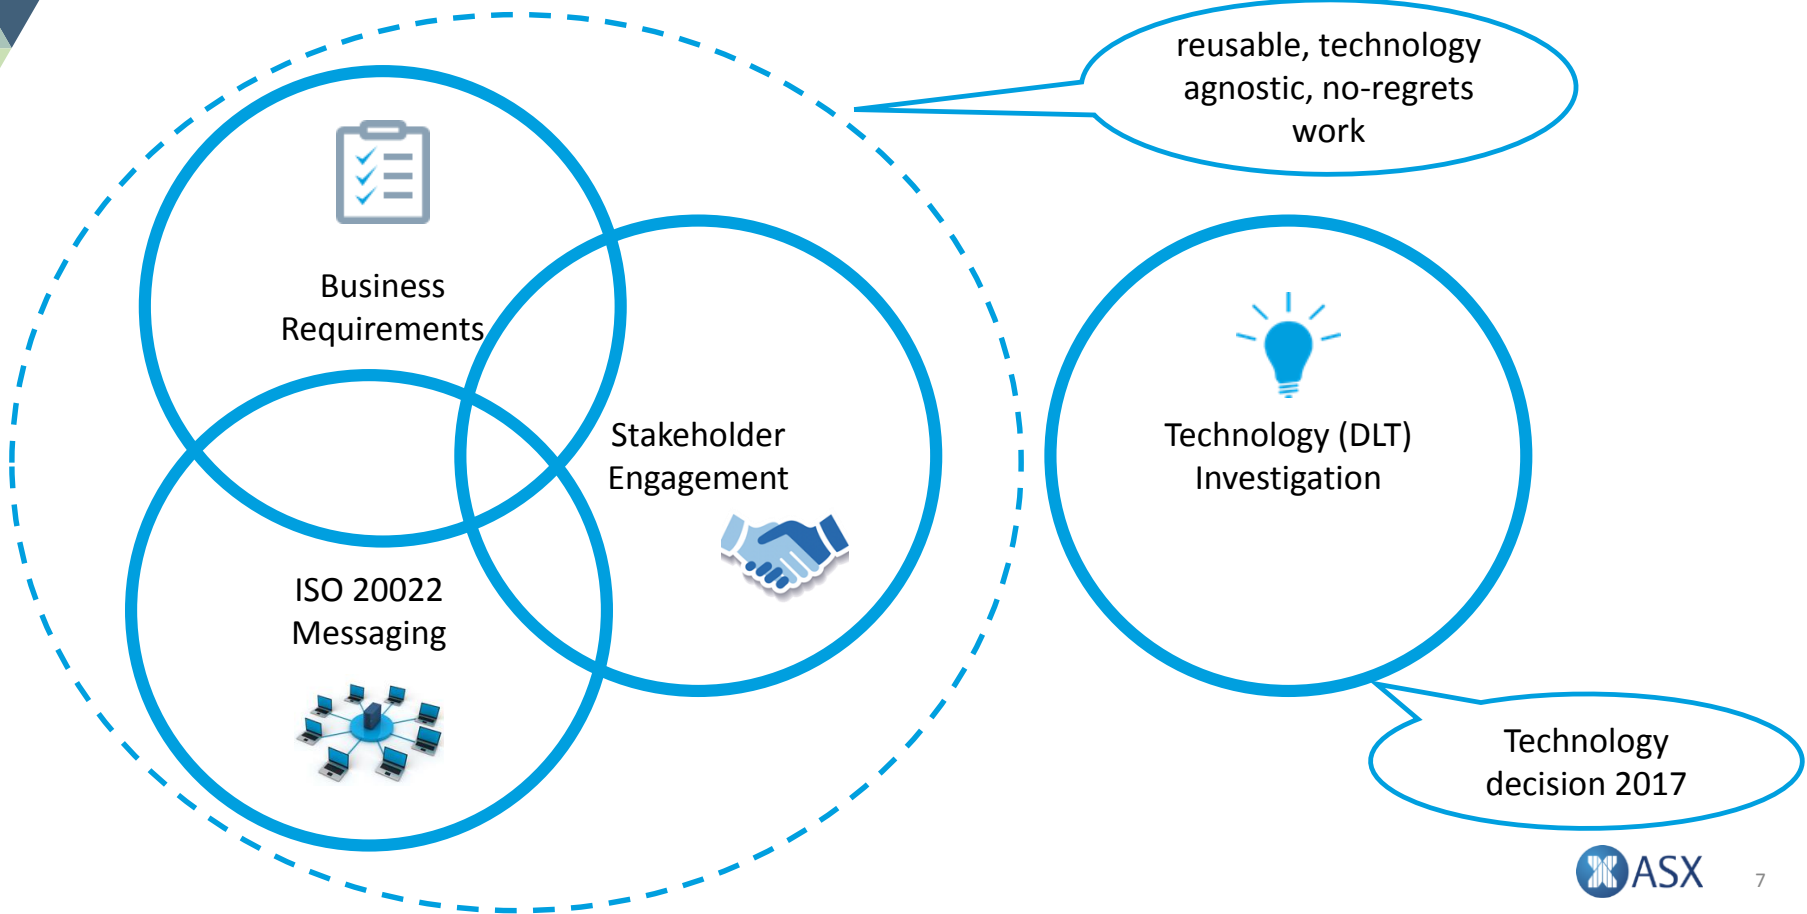 reusable, technology
agnostic, no-regrets
work
Business
Requirements
Stakeholder
Engagement
Technology (DLT)
Investigation
ISO 20022
Messaging
Technology
decision 2017
ASX
7